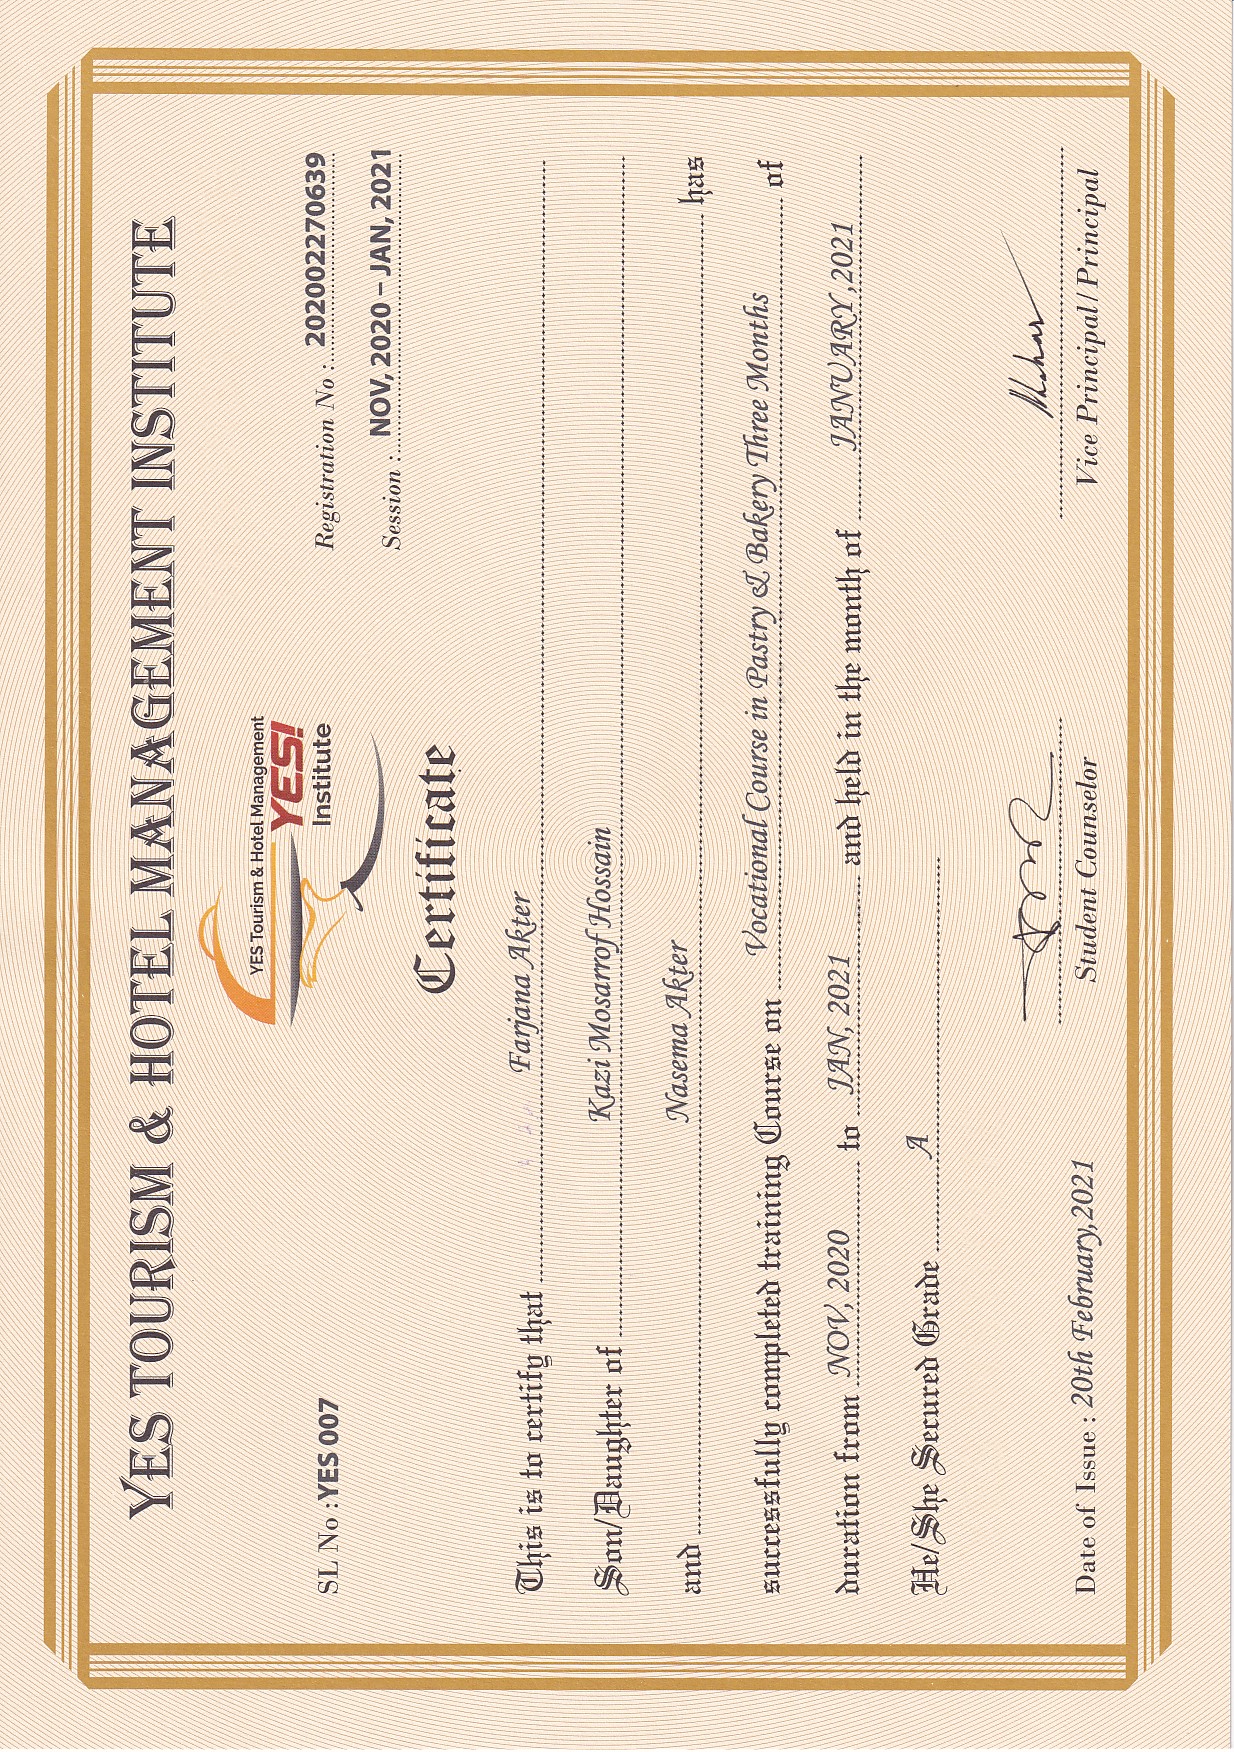 YES TOURISM & HOTEL MANAGEMENT INSTITUTE
YES Tourism & Hotel Management
YES!
Institute
SL No : YES 007
Registration No : 202002270639
Session : NOV, 2020 – JAN, 2021
Certificate
This is to certify that Farjana Akter
Son/Daughter of Kazi Mosarrof Hossain
and Nasema Akter has
successfully completed training Course on Vocational Course in Pastry & Bakery Three Months of
duration from NOV, 2020 to JAN, 2021 and held in the month of JANUARY,2021
He/She Secured Grade A
Date of Issue : 20th February,2021
Student Counselor
Vice Principal/Principal